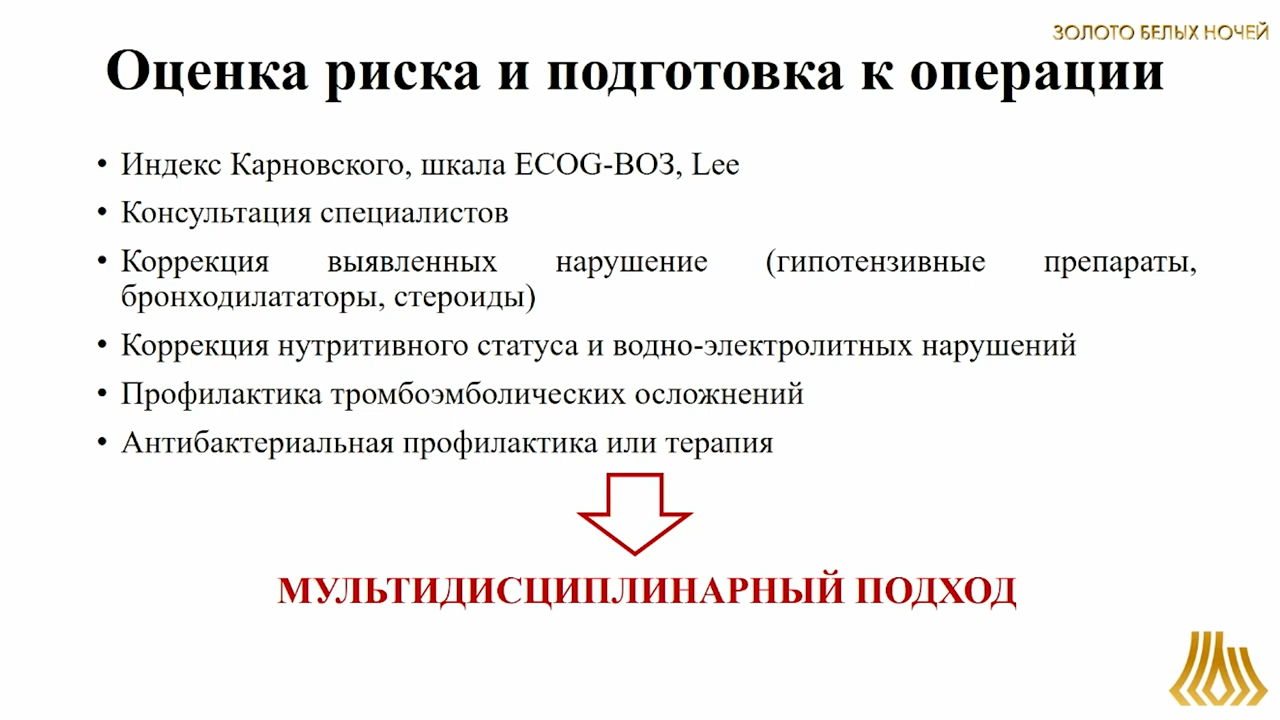 ЗОЛОТО БЕЛЫХ НОЧЕЙ
Оценка риска и подготовка к операции
• Индекс Карновского, шкала ECOG-ВОЗ, Lee
• Консультация специалистов
• Коррекция выявленных нарушение (гипотензивные препараты,
бронходилататоры, стероиды)
• Коррекция нутритивного статуса и водно-электролитных нарушений
• Профилактика тромбоэмболических осложнений
• Антибактериальная профилактика или терапия
МУЛЬТИДИСЦИПЛИНАРНЫЙ ПОДХОД